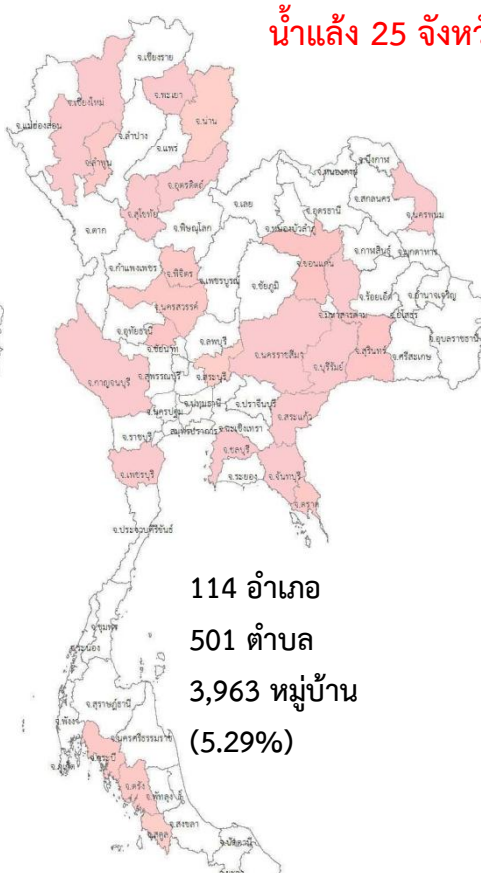 น้ำแล้ง 25 จังหวั
จ.เชียงราย
จ.เชียงใหม่
จ.พะเยา
จ.แม่ฮ่องสอน
จ.น่าน
จ.ลำปาง
จ.แพร่
จ.ลำพูน
จ.อุตรดิตถ์
จ.บึงกาฬ
จ.หนองคาย
จ.เลย
จ.อุดรธานี
จ.สกลนคร
จ.นครพนม
จ.สุโขทัย
จ.ตาก
จ.พิษณุโลก
จ.หนองบัวลำภู
จ.ขอนแก่น
จ.กาฬสินธุ์
จ.มุกดาหาร
จ.กำแพงเพชร
จ.พิจิตร
จ.เพชรบูรณ์
จ.ชัยภูมิ
จ.มหาสารคาม
จ.ร้อยเอ็ด
จ.อำนาจเจริญ
จ.ยโสธร
จ.นครสวรรค์
จ.อุทัยธานี
จ.ชัยนาท
จ.ลพบุรี
จ.นครราชสีมา
จ.บุรีรัมย์
จ.สุรินทร์
จ.ศรีสะเกษ
จ.อุบลราชธานี
จ.กาญจนบุรี
จ.สุพรรณบุรี
จ.สระบุรี
จ.นครปฐม
จ.ปทุมธานี
จ.ปราจีนบุรี
จ.สระแก้ว
จ.ราชบุรี
สมุทรปราการ
จ.ฉะเชิงเทรา
จ.เพชรบุรี
จ.ชลบุรี
จ.ระยอง
จ.จันทบุรี
จ.ตราด
จ.ประจวบคีรีขันธ์
114 อำเภอ
501 ตำบล
3,963 หมู่บ้าน
(5.29%)
จ.ชุมพร
จ.ระนอง
จ.สุราษฎ์ธานี
จ.พังงา
จ.นครศรีธรรมราช
จ.กระบี่
จ.ภูเก็ต
จ.ตรัง
จ.พัทลุง
จ.สงขลา
จ.สตูล
จ.ปัตตานี